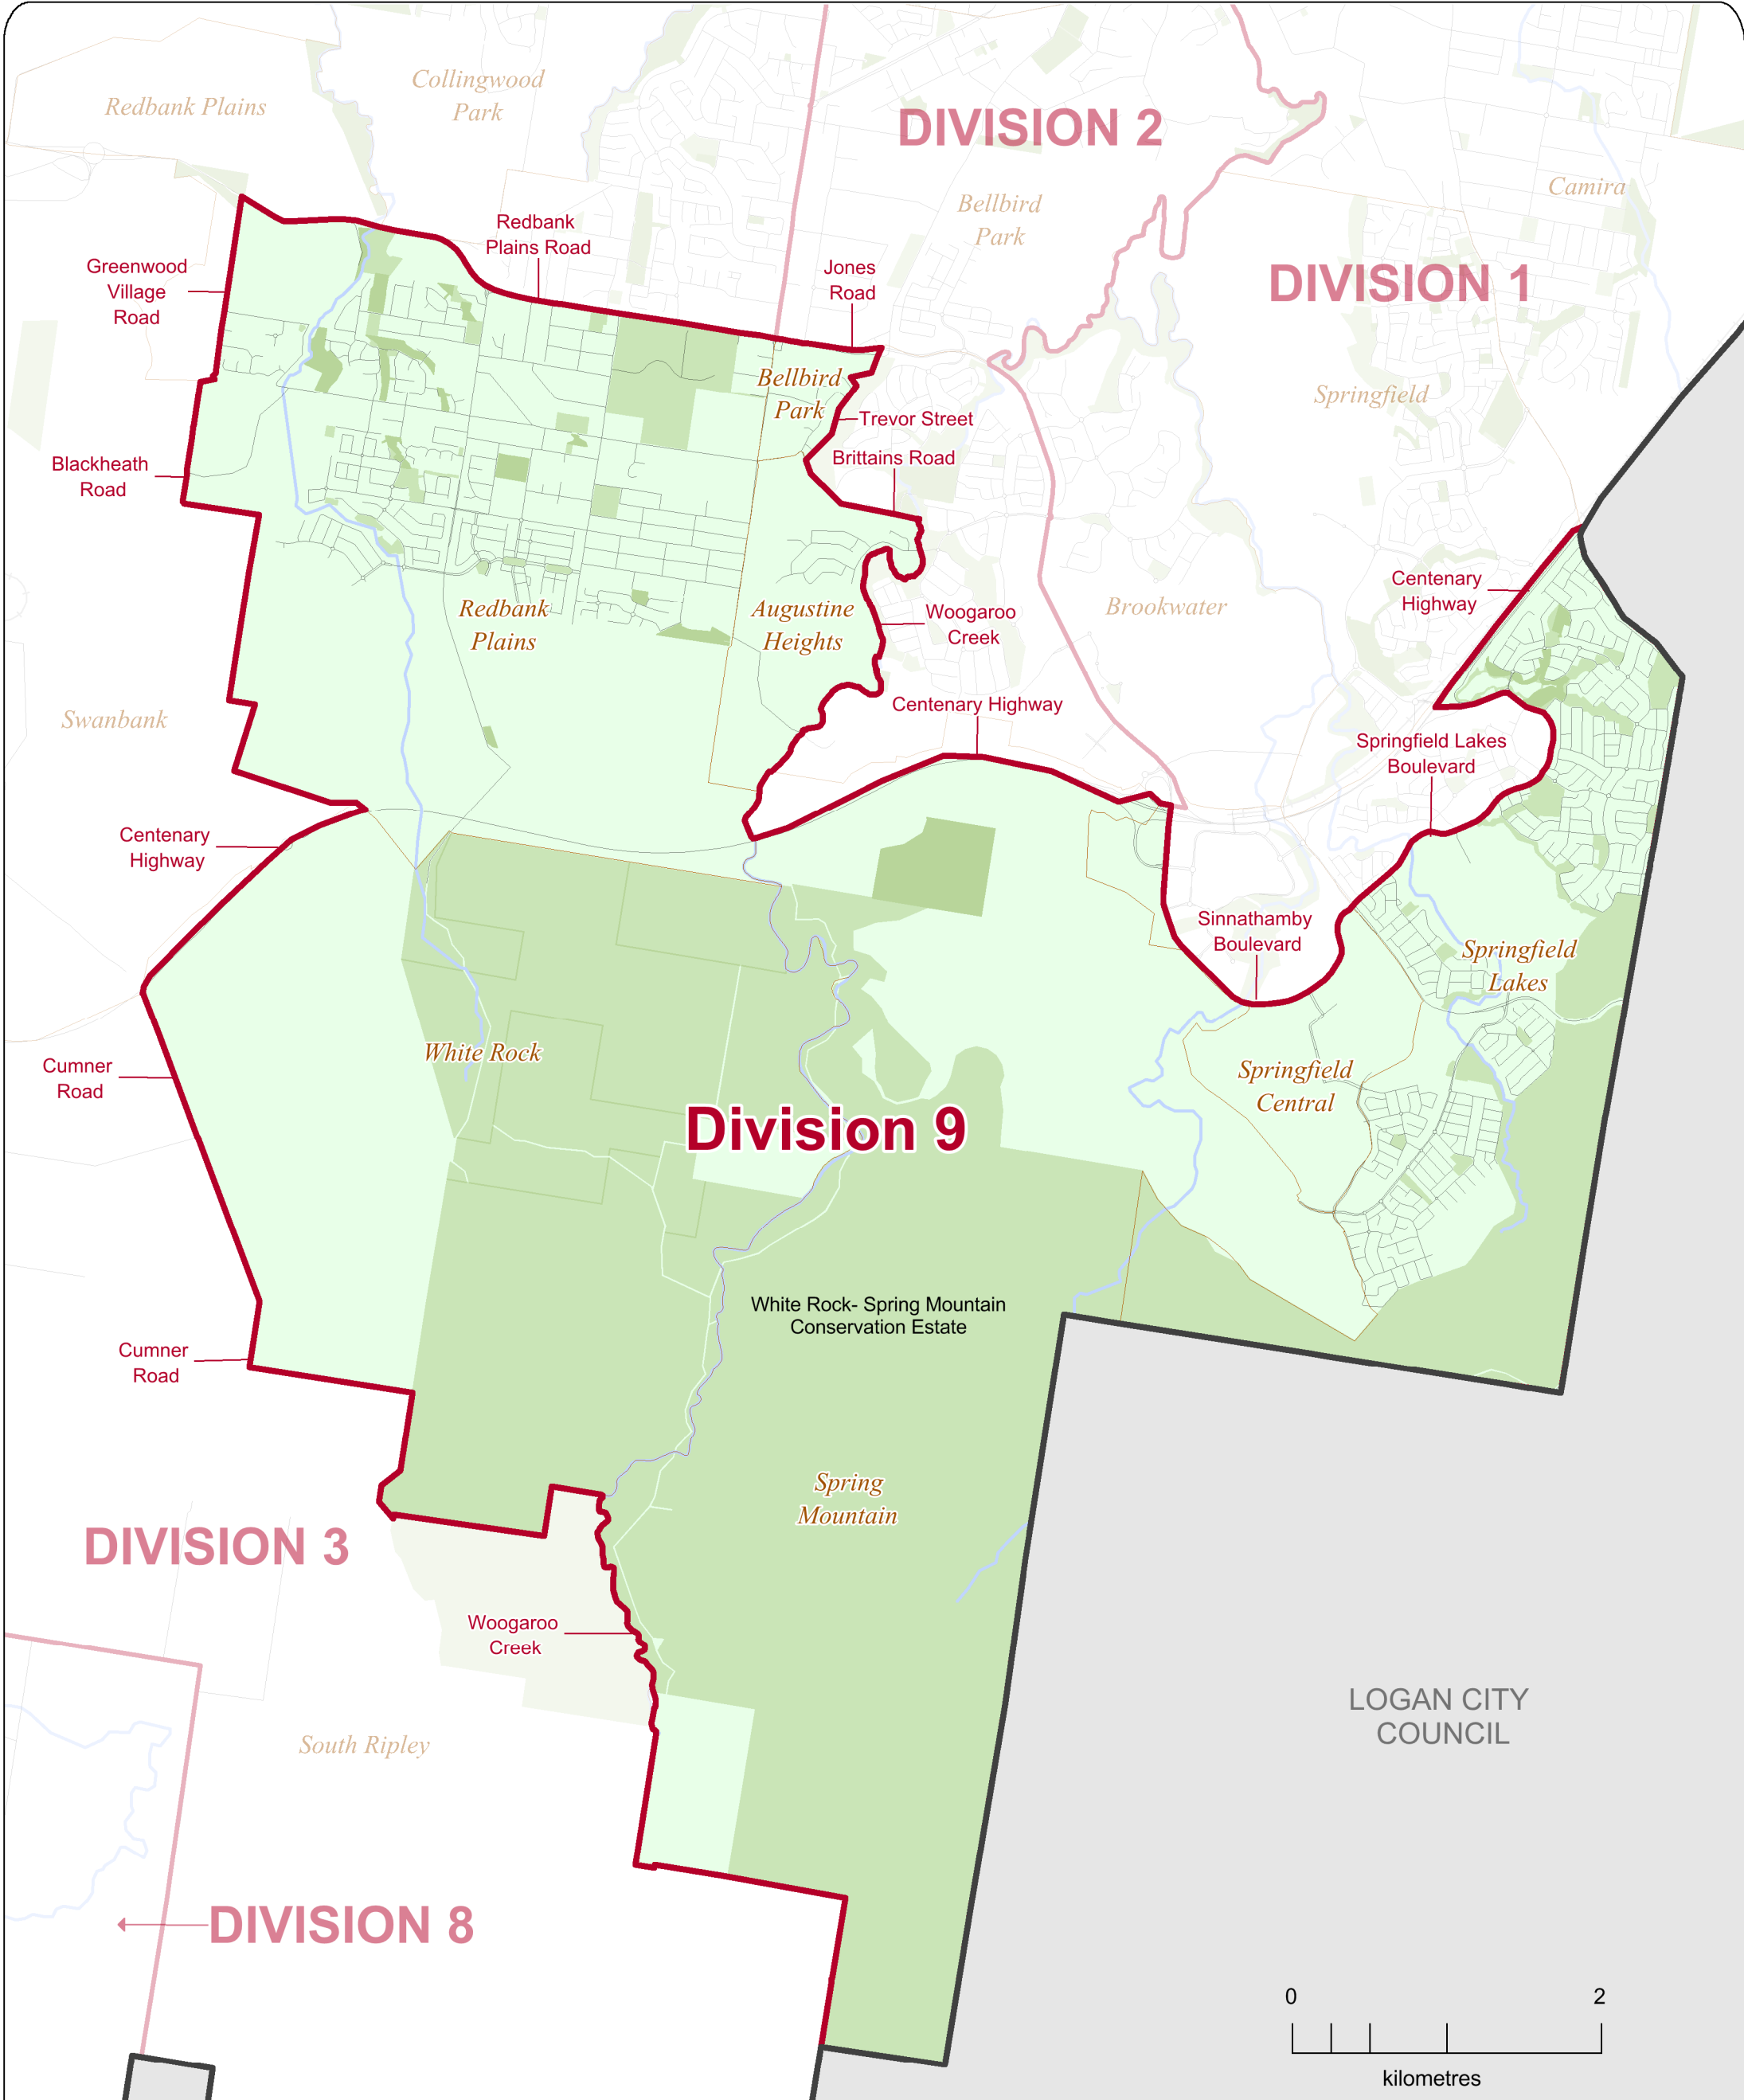 Collingwood
Park
Redbank Plains
DIVISION 2
Camira
Bellbird
Park
Redbank
Plains Road
Greenwood
Village
Road
Jones
Road
DIVISION 1
Bellbird
Park
Springfield
Trevor Street
Brittains Road
Blackheath
Road
Centenary
Highway
Redbank
Plains
Augustine
Heights
Woogaroo
Creek
Brookwater
Swanbank
Centenary Highway
Springfield Lakes
Boulevard
Centenary
Highway
Sinnathamby
Boulevard
Springfield
Lakes
White Rock
Cumner
Road
Springfield
Central
Division 9
White Rock- Spring Mountain
Conservation Estate
Cumner
Road
Spring
Mountain
DIVISION 3
Woogaroo
Creek
LOGAN CITY
COUNCIL
South Ripley
DIVISION 8
0 2
kilometres